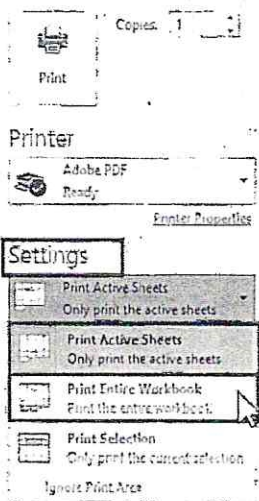 Copies: 1
Print
Printer
Adobe PDF
Ready
Printer Properties
Settings
Print Active Sheets
Only print the active sheets
Print Active Sheets
Only print the active sheets
Print Entire Workbook
Print the entire workbook
Print Selection
Only print the current selection
Ignore Print Area